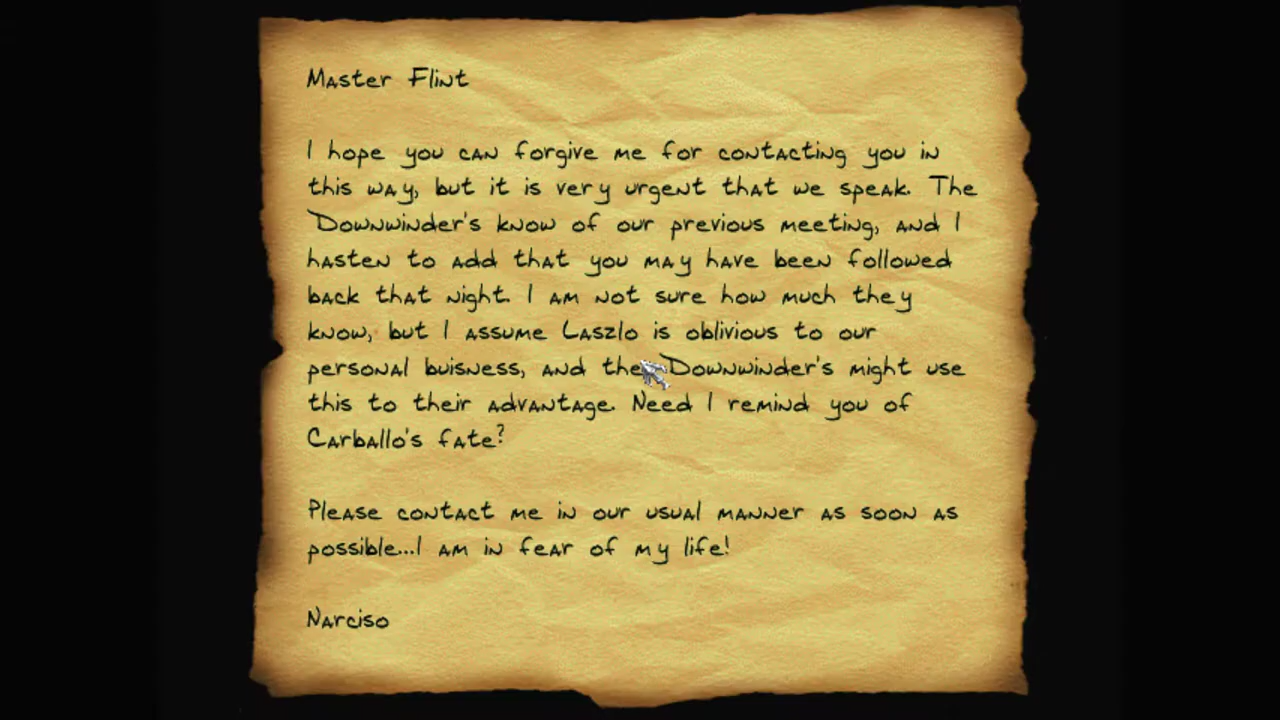 Master Flint
I hope you can forgive me for contacting you in
this way, but it is very urgent that we speak. The
Downwinder's know of our previous meeting, and I
hasten to add that you may have been followed
back that night. I am not sure how much they
know, but I assume Laszlo is oblivious to our
personal buisness, and the Downwinder's might use
this to their advantage. Need I remind you of
Carballo's fate?
Please contact me in our usual manner as soon as
possible...I am in fear of my life!
Narciso